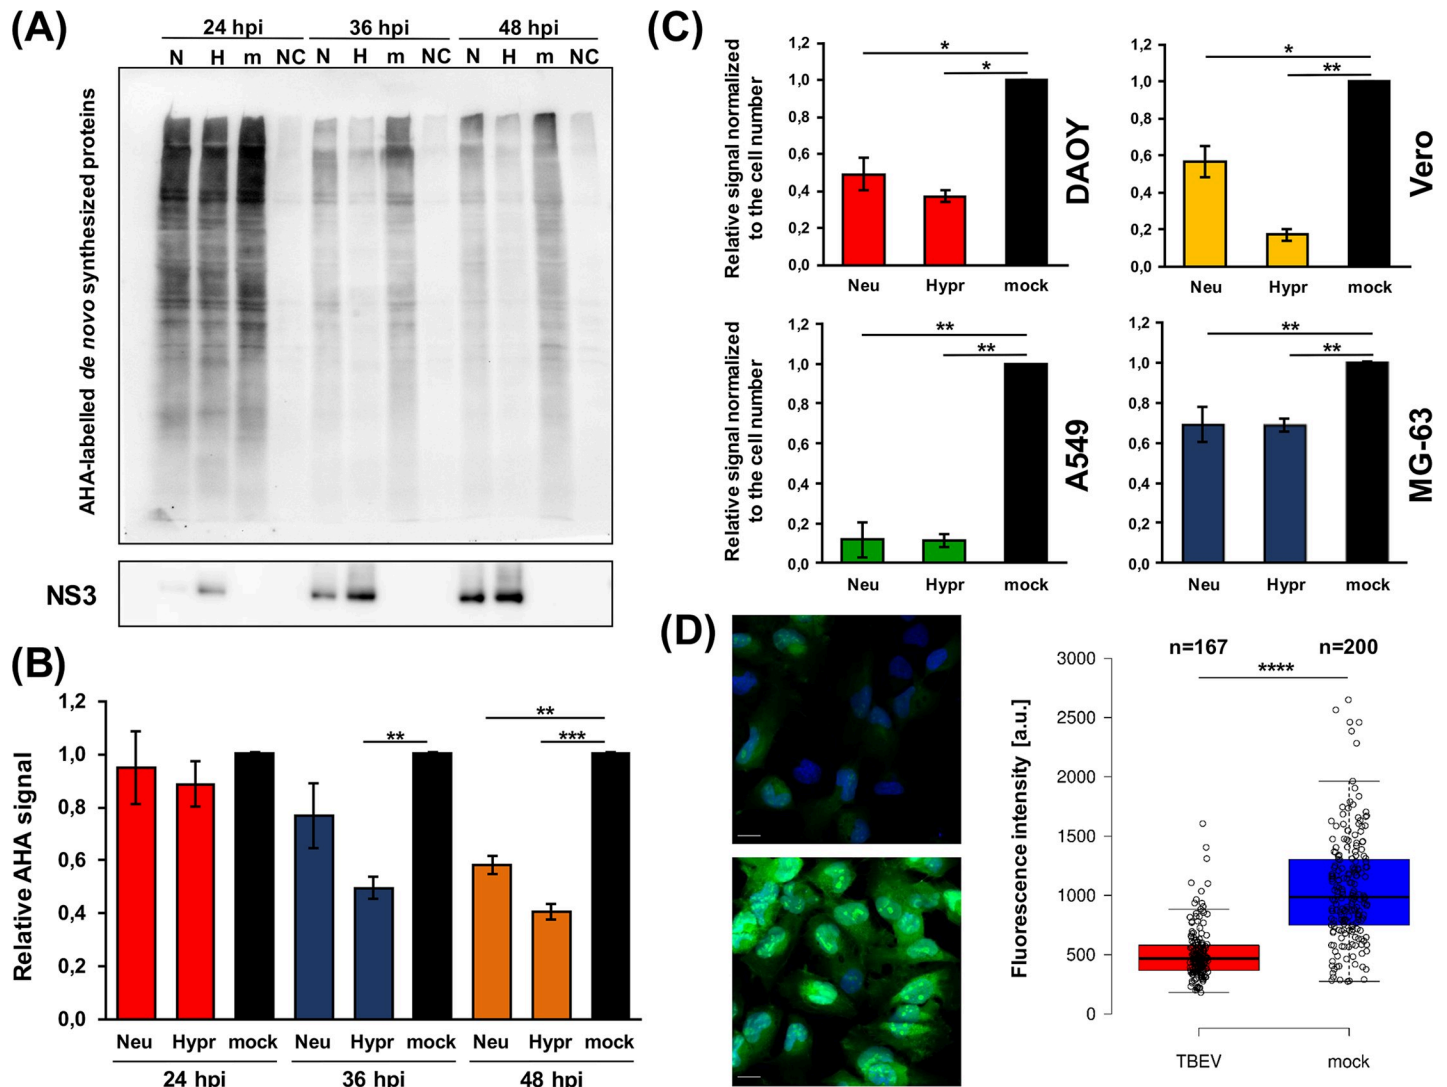 (A)
24 hpi 36 hpi 48 hpi
N H m NC N H m NC N H m NC
AHA-labelled de novo synthesized proteins
NS3
(B)
Relative AHA signal
1,2
1,0
0,8
0,6
0,4
0,2
0,0
** ** ***
Neu Hypr mock Neu Hypr mock Neu Hypr mock
24 hpi 36 hpi 48 hpi
(C)
Relative signal normalized
to the cell number
1,2
1,0
0,8
0,6
0,4
0,2
0,0
*
*
Neu Hypr mock
DAOY
1,2
1,0
0,8
0,6
0,4
0,2
0,0
*
**
Neu Hypr mock
Vero
Relative signal normalized
to the cell number
1,2
1,0
0,8
0,6
0,4
0,2
0,0
**
**
Neu Hypr mock
A549
1,2
1,0
0,8
0,6
0,4
0,2
0,0
**
**
Neu Hypr mock
MG-63
(D)
n=167 n=200
****
Fluorescence intensity [a.u.]
3000
2500
2000
1500
1000
500
0
TBEV mock